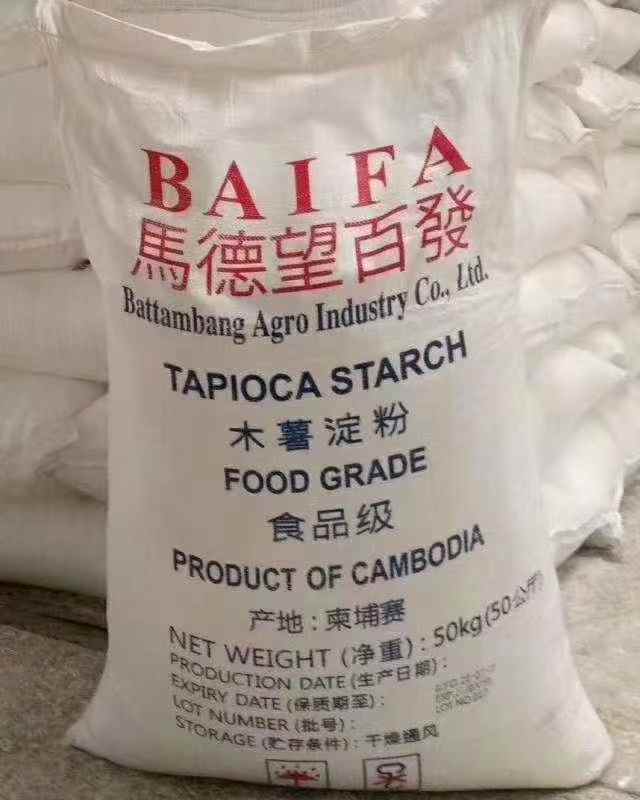 BAIFA
馬德望百發
Battambang Agro Industry Co., Ltd.
TAPIOCA STARCH
木薯淀粉
FOOD GRADE
食品级
PRODUCT OF CAMBODIA
产地:柬埔赛
NET WEIGHT (净重): 50kg (50公斤)
PRODUCTION DATE (生产日期):
EXPIRY DATE (保质期至):
LOT NUMBER (批号):
STORAGE (贮存条件): 干燥通风